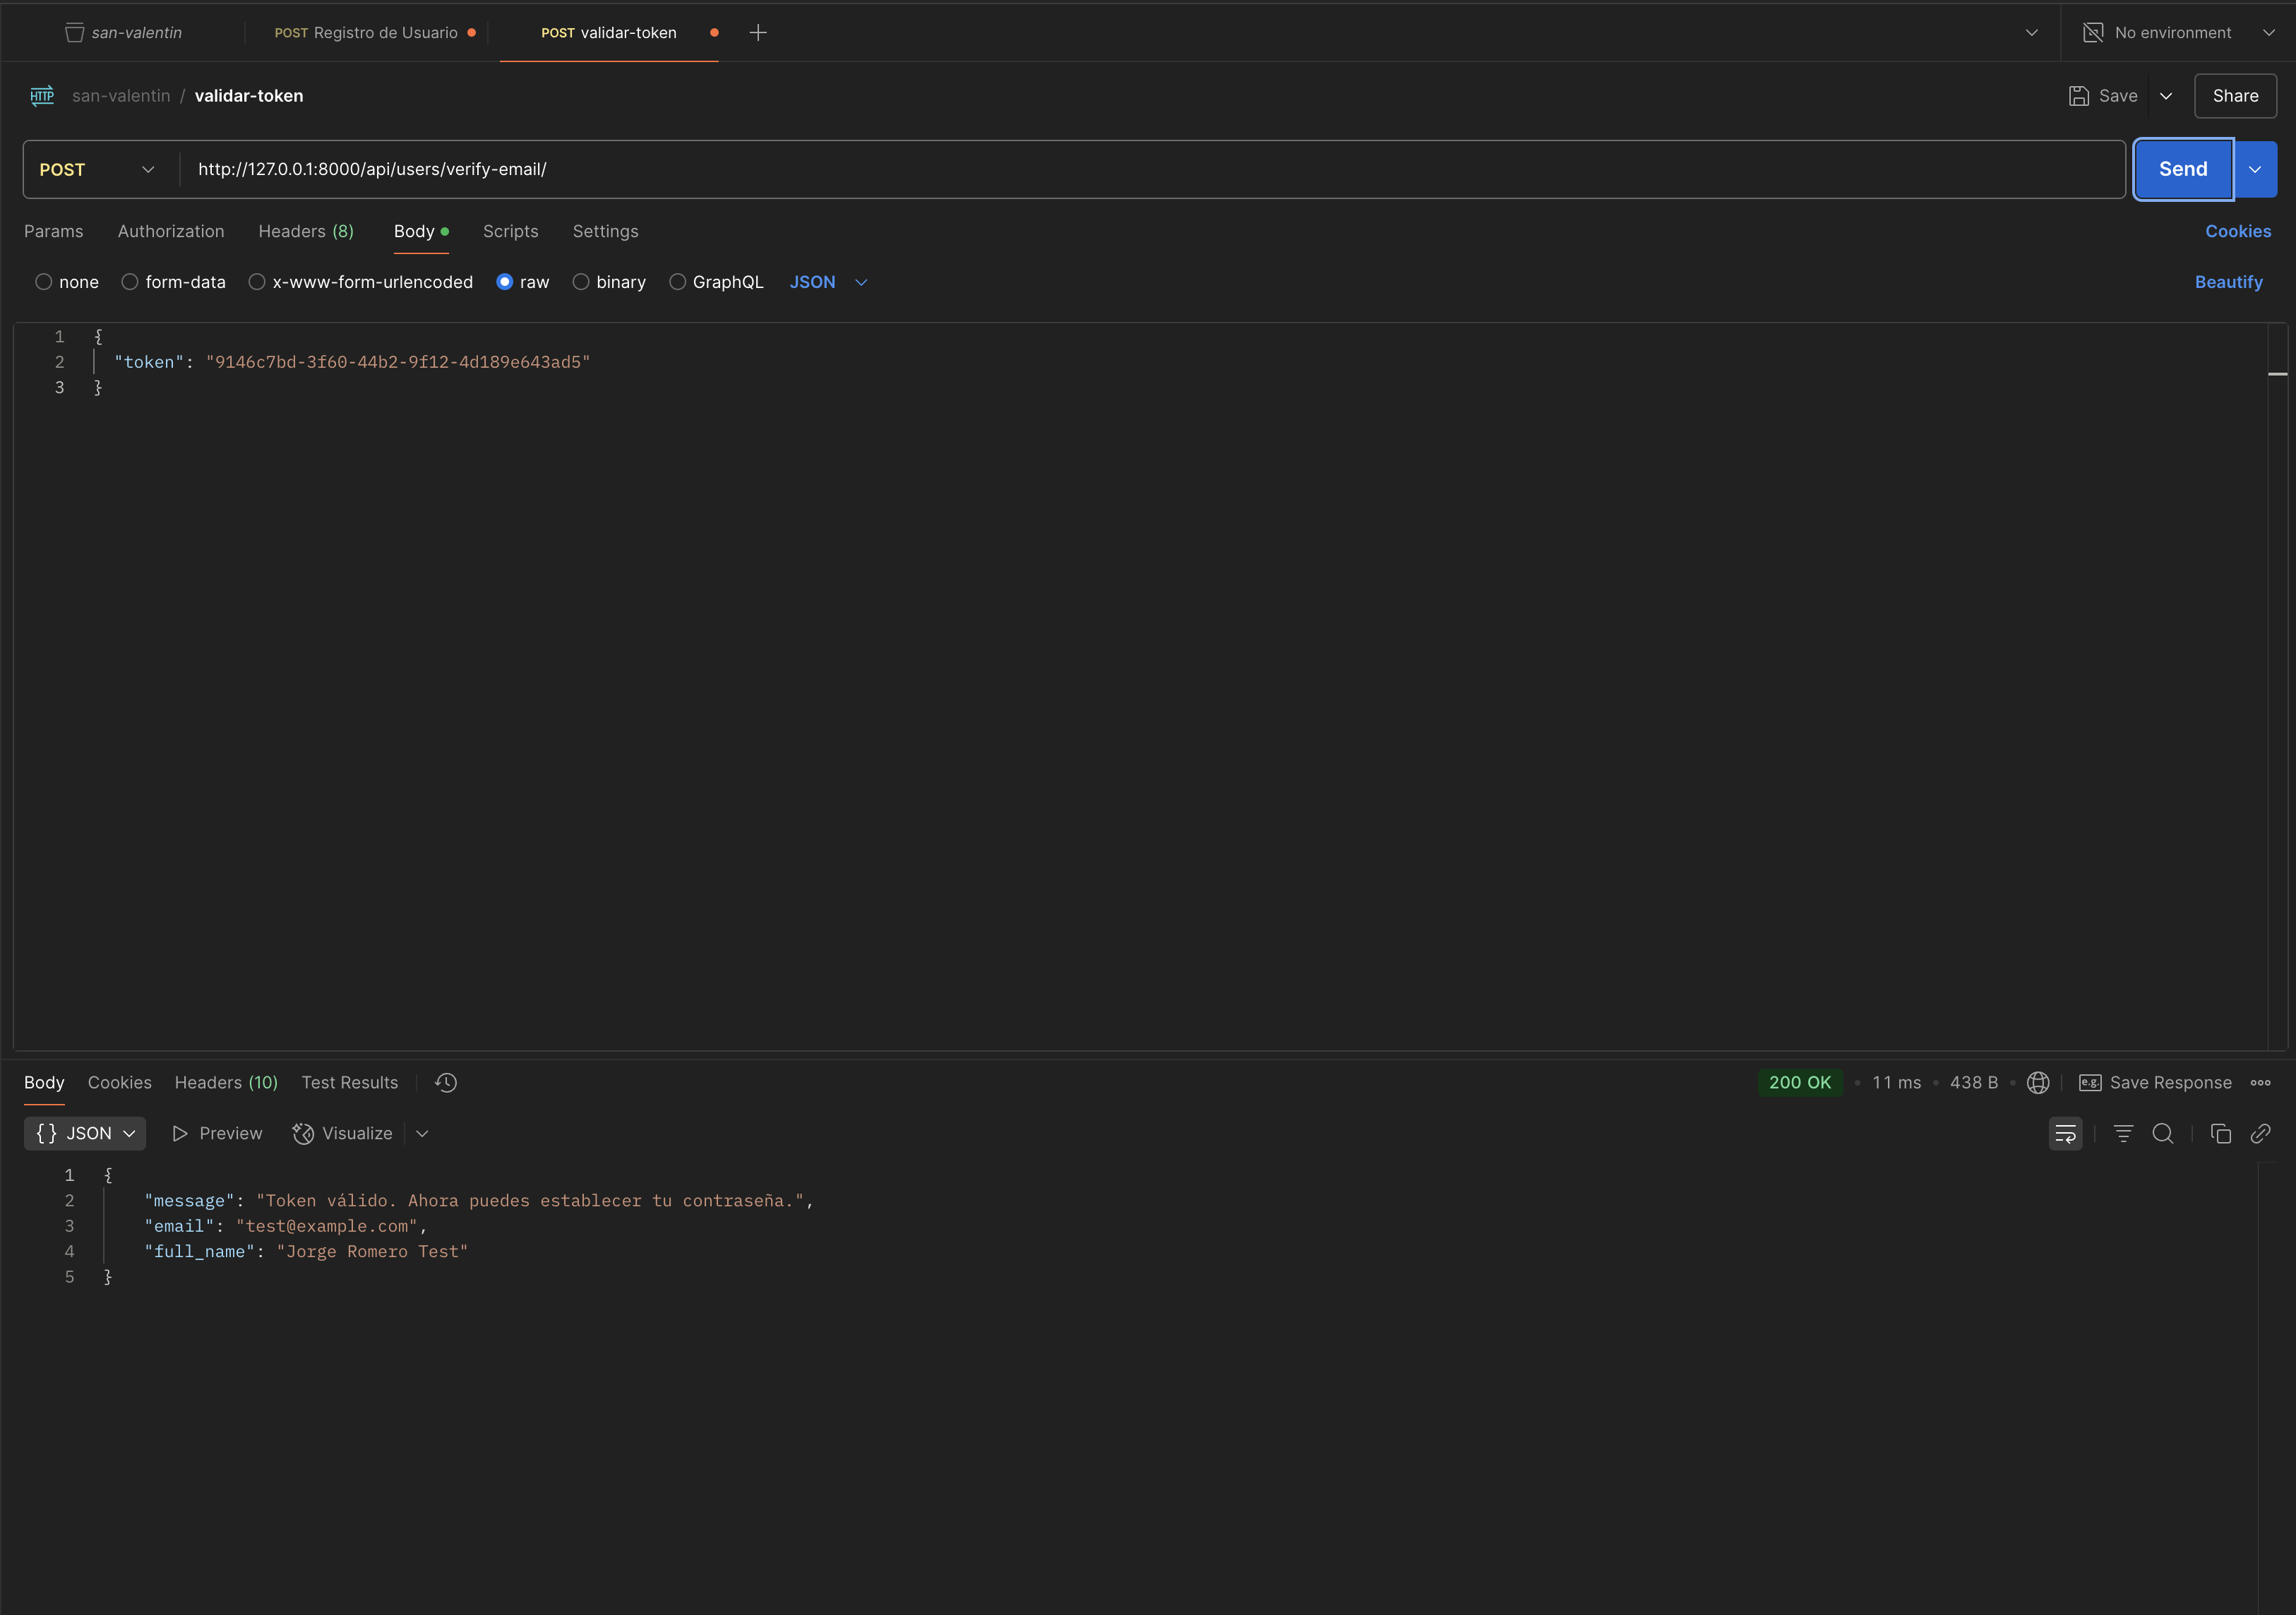 san-valentin
POST Registro de Usuario
POST validar-token
No environment
HTTP san-valentin / validar-token
Save
Share
POST
http://127.0.0.1:8000/api/users/verify-email/
Send
Params Authorization Headers (8) Body Scripts Settings
Cookies
none form-data x-www-form-urlencoded raw binary GraphQL JSON
Beautify
1 {
2 "token": "9146c7bd-3f60-44b2-9f12-4d189e643ad5"
3 }
Body Cookies Headers (10) Test Results
200 OK • 11 ms • 438 B •
e.g. Save Response
{ } JSON Preview Visualize
1 {
2 "message": "Token válido. Ahora puedes establecer tu contraseña.",
3 "email": "test@example.com",
4 "full_name": "Jorge Romero Test"
5 }